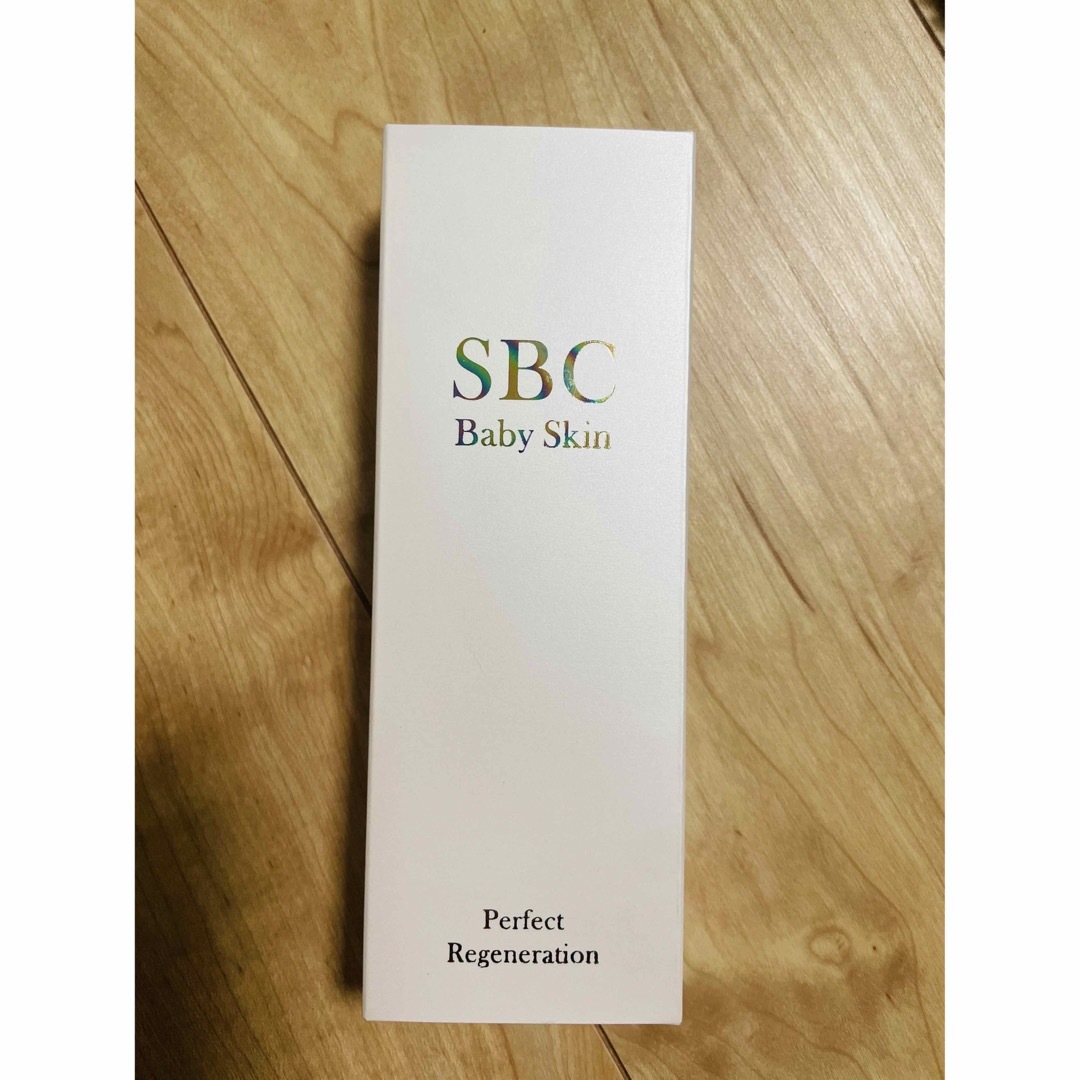 SBC
Baby Skin
Perfect
Regeneration